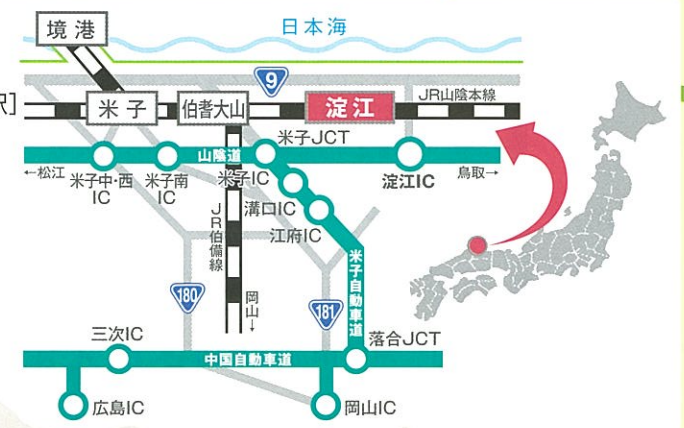 境港
日本海
9
駅]
米子
伯耆大山
淀江
JR山陰本線
米子JCT
山陰道
←松江
米子中・西
IC
米子南
IC
米子IC
淀江IC
鳥取→
溝口IC
江府IC
JR伯備線
岡山→
米子自動車道
180
181
三次IC
落合JCT
中国自動車道
広島IC
岡山IC